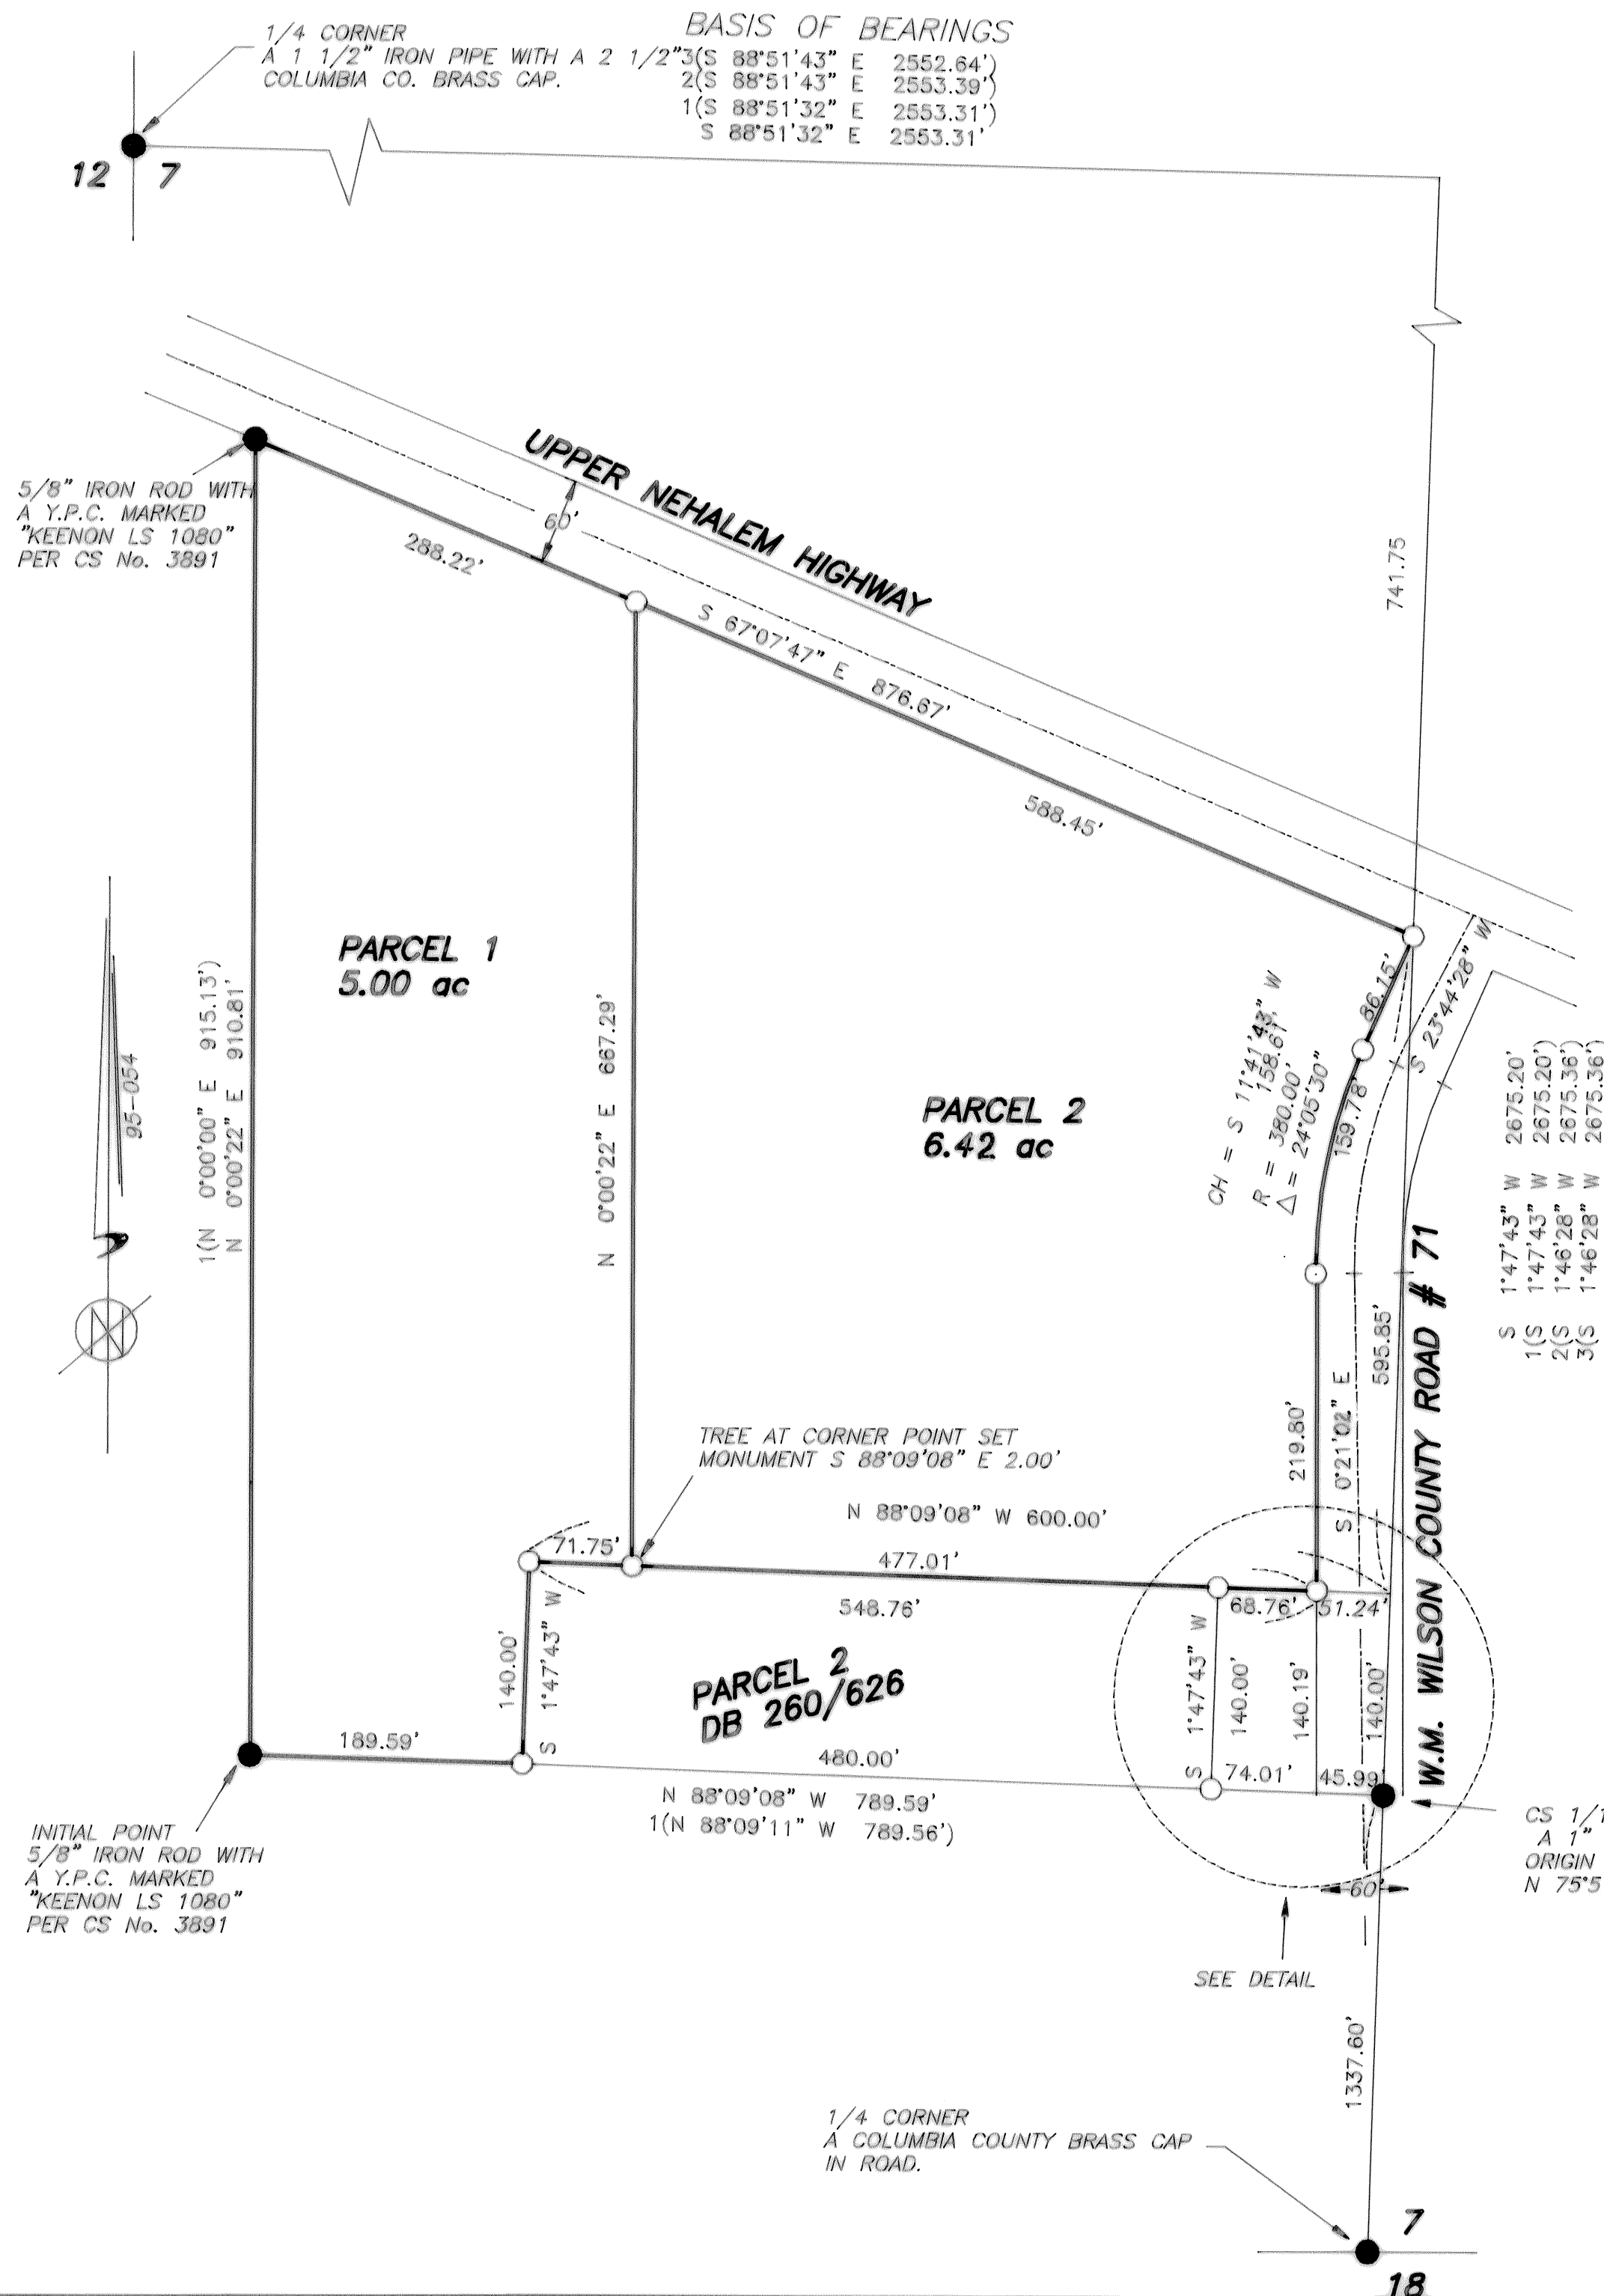 BASIS OF BEARINGS
3(S 88°51'43" E 2552.64')
2(S 88°51'43" E 2553.39')
1(S 88°51'32" E 2553.31')
S 88°51'32" E 2553.31'
1/4 CORNER
A 1 1/2" IRON PIPE WITH A 2 1/2"
COLUMBIA CO. BRASS CAP.
12 7
UPPER NEHALEM HIGHWAY
60'
5/8" IRON ROD WITH
A Y.P.C. MARKED
"KEENON LS 1080"
PER CS No. 3891
288.22'
S 67°07'47" E 876.67'
588.45'
741.75
PARCEL 1
5.00 ac
1(N 0°00'00" E 915.13')
N 0°00'22" E 910.81'
N 0°00'22" E 667.29'
95-054
N
PARCEL 2
6.42 ac
CH = S 11°41'43" W
158.61'
R = 380.00'
Δ = 24°05'30"
86.15'
159.78'
S 23°44'28" W
S 1°47'43" W 2675.20'
1(S 1°47'43" W 2675.20')
2(S 1°46'28" W 2675.36')
3(S 1°46'28" W 2675.36')
W.M. WILSON COUNTY ROAD # 71
595.85'
219.80'
S 0°21'02" E
TREE AT CORNER POINT SET
MONUMENT S 88°09'08" E 2.00'
N 88°09'08" W 600.00'
71.75'
477.01'
548.76'
68.76'
51.24'
140.00'
S 1°47'43" W
PARCEL 2
DB 260/626
S 1°47'43" W
140.00'
140.19'
140.00'
189.59'
480.00'
74.01'
45.99'
N 88°09'08" W 789.59'
1(N 88°09'11" W 789.56')
INITIAL POINT
5/8" IRON ROD WITH
A Y.P.C. MARKED
"KEENON LS 1080"
PER CS No. 3891
CS 1/1
A 1"
ORIGIN
N 75°5
60'
SEE DETAIL
1337.60'
1/4 CORNER
A COLUMBIA COUNTY BRASS CAP
IN ROAD.
7
18